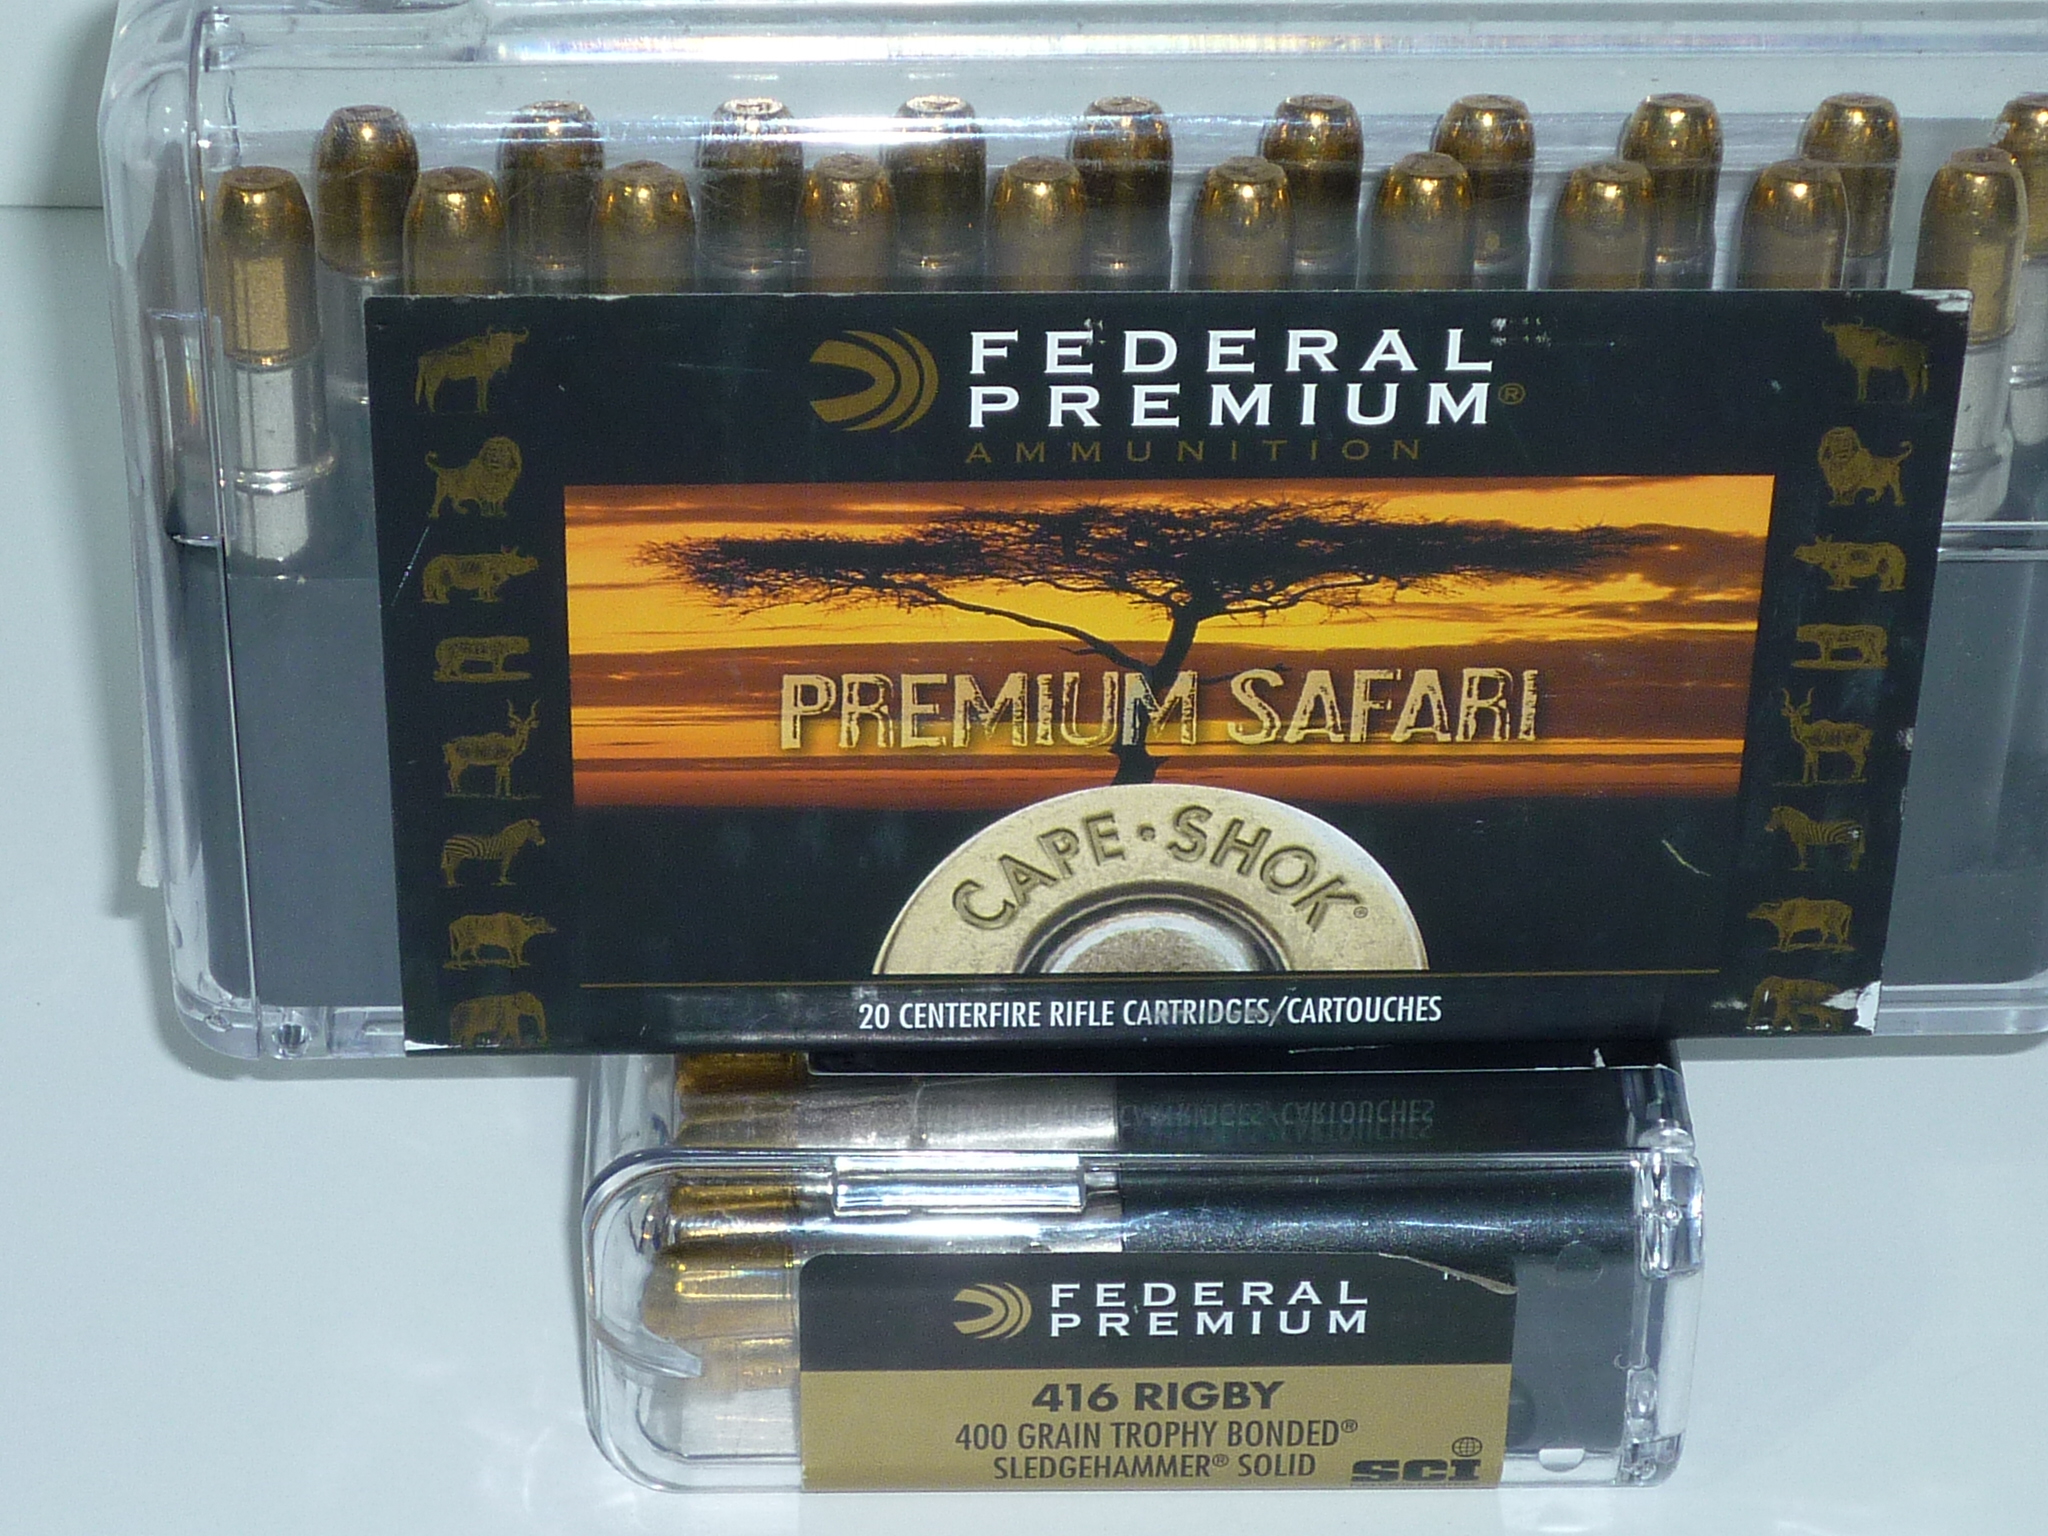 FEDERAL
PREMIUM®
AMMUNITION
PREMIUM SAFARI
CAPE·SHOK®
20 CENTERFIRE RIFLE CARTRIDGES/CARTOUCHES
FEDERAL
PREMIUM
416 RIGBY
400 GRAIN TROPHY BONDED®
SLEDGEHAMMER® SOLID
SCI